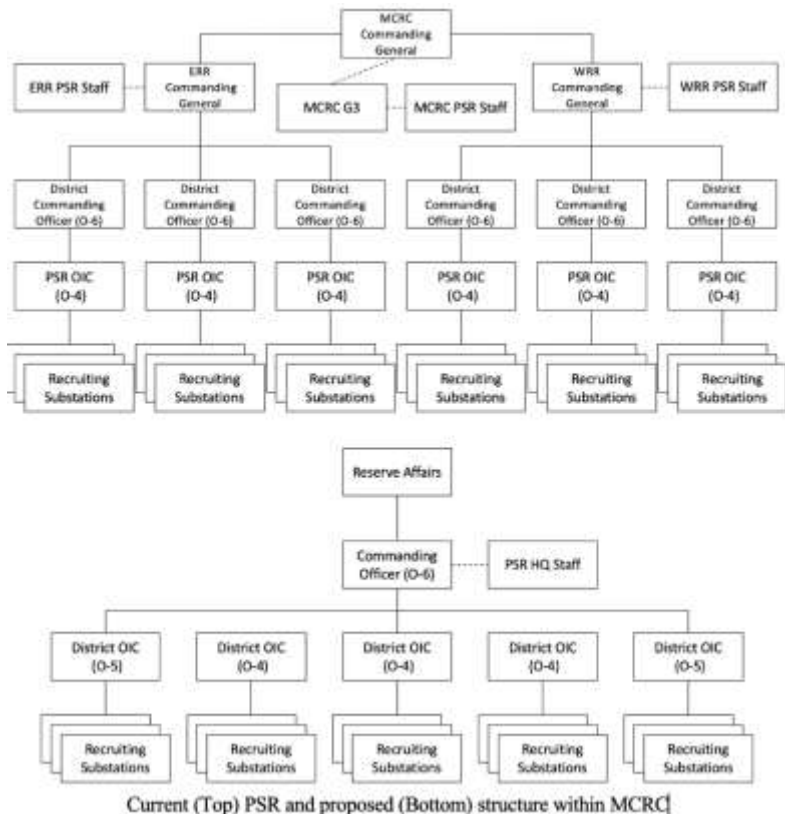 MCRC
Commanding
General
ERR
Commanding
General
WRR
Commanding
General
ERR PSR Staff
MCRC G3
MCRC PSR Staff
WRR PSR Staff
District
Commanding
Officer (O-6)
District
Commanding
Officer (O-6)
District
Commanding
Officer (O-6)
District
Commanding
Officer (O-6)
District
Commanding
Officer (O-6)
District
Commanding
Officer (O-6)
PSR OIC
(O-4)
PSR OIC
(O-4)
PSR OIC
(O-4)
PSR OIC
(O-4)
PSR OIC
(O-4)
PSR OIC
(O-4)
Recruiting
Substations
Recruiting
Substations
Recruiting
Substations
Recruiting
Substations
Recruiting
Substations
Recruiting
Substations
Reserve Affairs
Commanding
Officer (O-6)
PSR HQ Staff
District OIC
(O-5)
District OIC
(O-4)
District OIC
(O-4)
District OIC
(O-4)
District OIC
(O-5)
Recruiting
Substations
Recruiting
Substations
Recruiting
Substations
Recruiting
Substations
Recruiting
Substations
Current (Top) PSR and proposed (Bottom) structure within MCRC